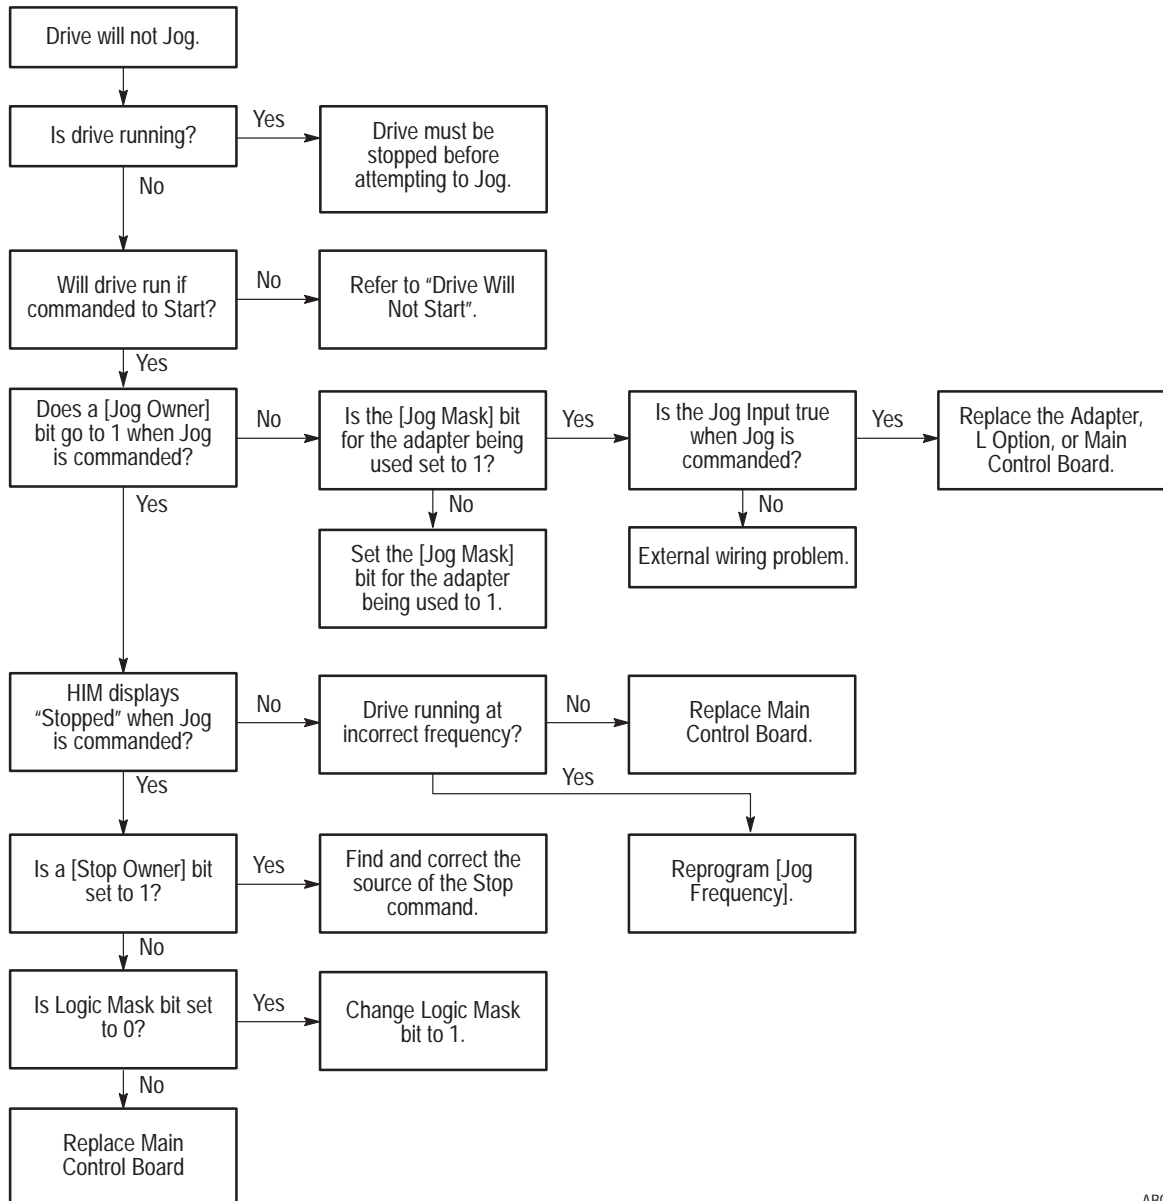 Drive will not Jog.
Is drive running?
Yes
Drive must be
stopped before
attempting to Jog.
No
Will drive run if
commanded to Start?
No
Refer to “Drive Will
Not Start”.
Yes
Does a [Jog Owner]
bit go to 1 when Jog
is commanded?
No
Is the [Jog Mask] bit
for the adapter being
used set to 1?
Yes
Is the Jog Input true
when Jog is
commanded?
Yes
Replace the Adapter,
L Option, or Main
Control Board.
Yes
No
Set the [Jog Mask]
bit for the adapter
being used to 1.
No
External wiring problem.
HIM displays
“Stopped” when Jog
is commanded?
No
Drive running at
incorrect frequency?
No
Replace Main
Control Board.
Yes
Yes
Reprogram [Jog
Frequency].
Is a [Stop Owner] bit
set to 1?
Yes
Find and correct the
source of the Stop
command.
No
Is Logic Mask bit set
to 0?
Yes
Change Logic Mask
bit to 1.
No
Replace Main
Control Board